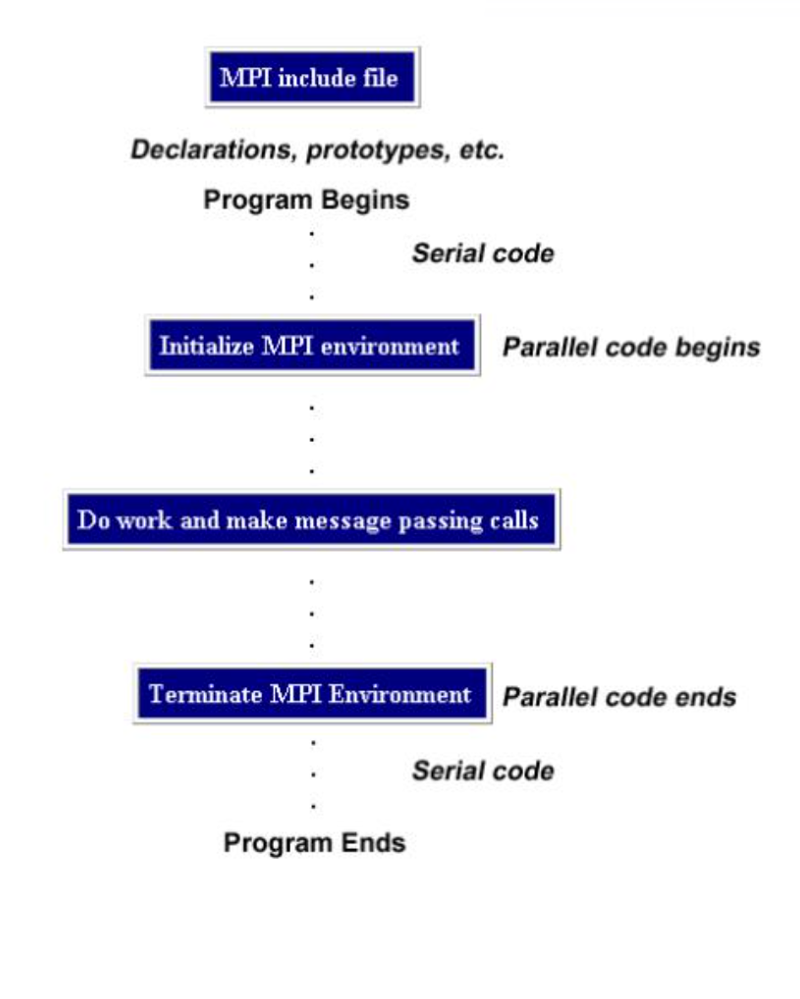 MPI include file
Declarations, prototypes, etc.
Program Begins
Serial code
Initialize MPI environment
Parallel code begins
Do work and make message passing calls
Terminate MPI Environment
Parallel code ends
Serial code
Program Ends